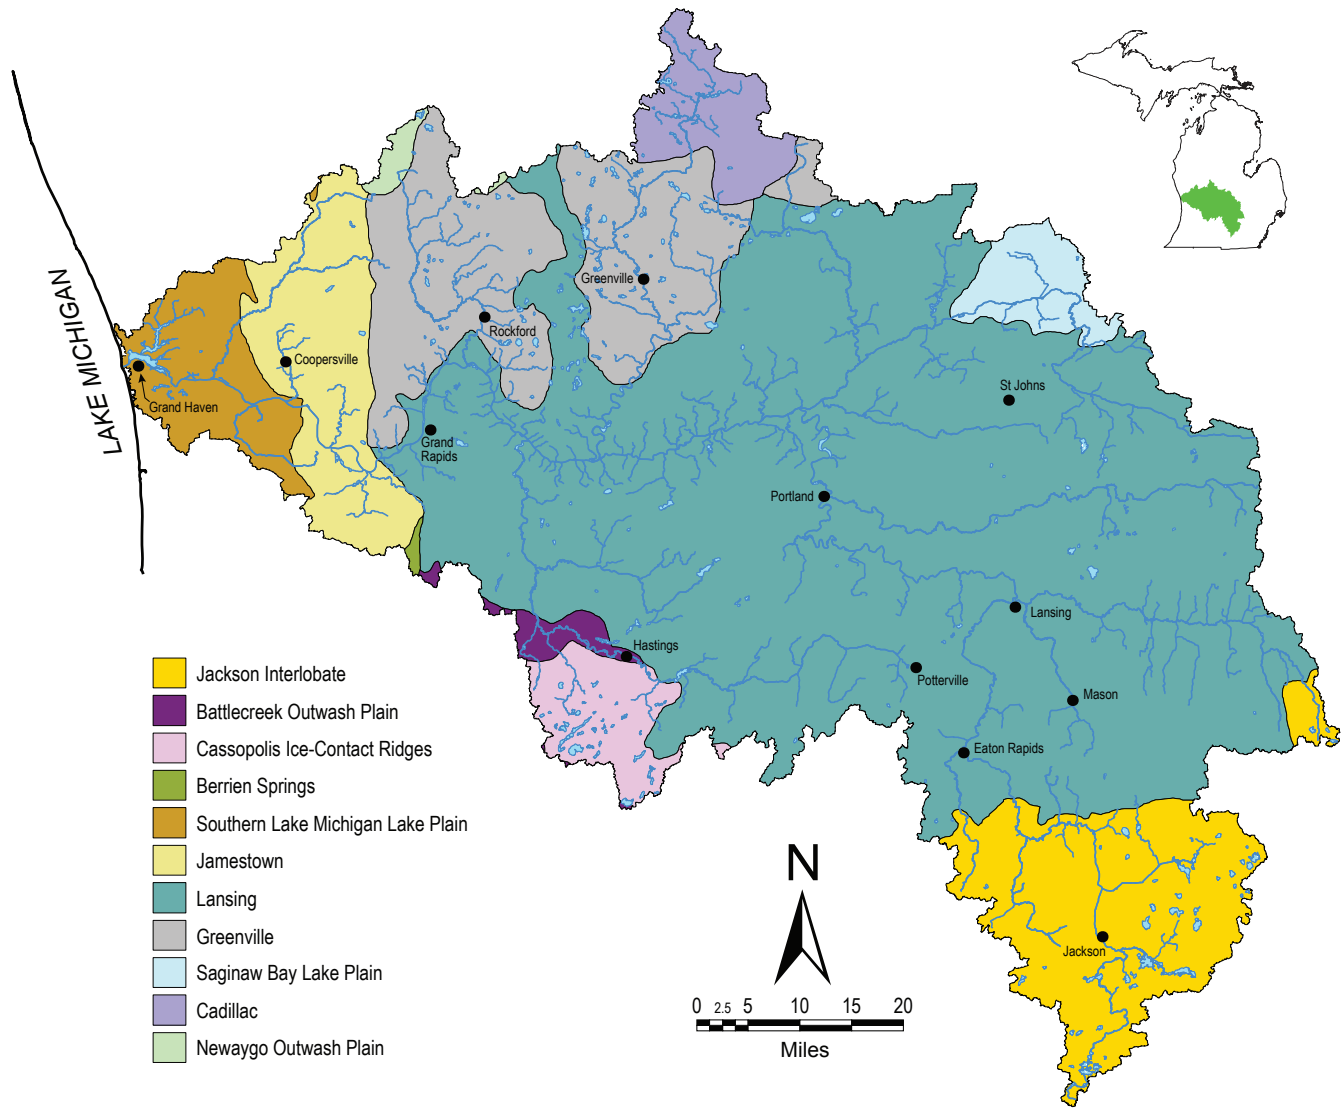 LAKE MICHIGAN
Greenville
Rockford
Coopersville
Grand Haven
St Johns
Grand
Rapids
Portland
Lansing
Hastings
Potterville
Mason
Eaton Rapids
Jackson
Jackson Interlobate
Battlecreek Outwash Plain
Cassopolis Ice-Contact Ridges
Berrien Springs
Southern Lake Michigan Lake Plain
Jamestown
Lansing
Greenville
Saginaw Bay Lake Plain
Cadillac
Newaygo Outwash Plain
N
0 2.5 5 10 15 20
Miles